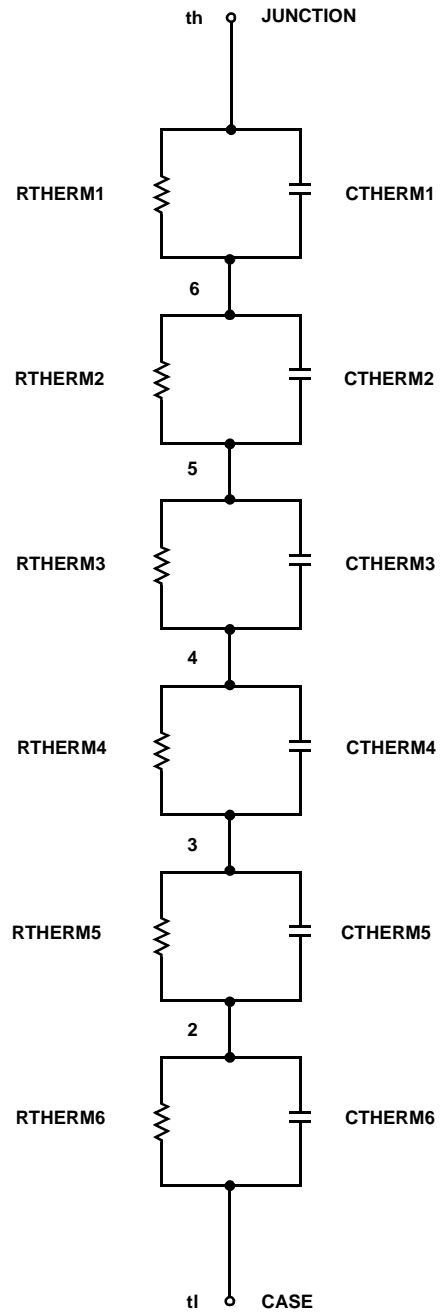 th JUNCTION
RTHERM1 CTHERM1
6
RTHERM2 CTHERM2
5
RTHERM3 CTHERM3
4
RTHERM4 CTHERM4
3
RTHERM5 CTHERM5
2
RTHERM6 CTHERM6
tl CASE